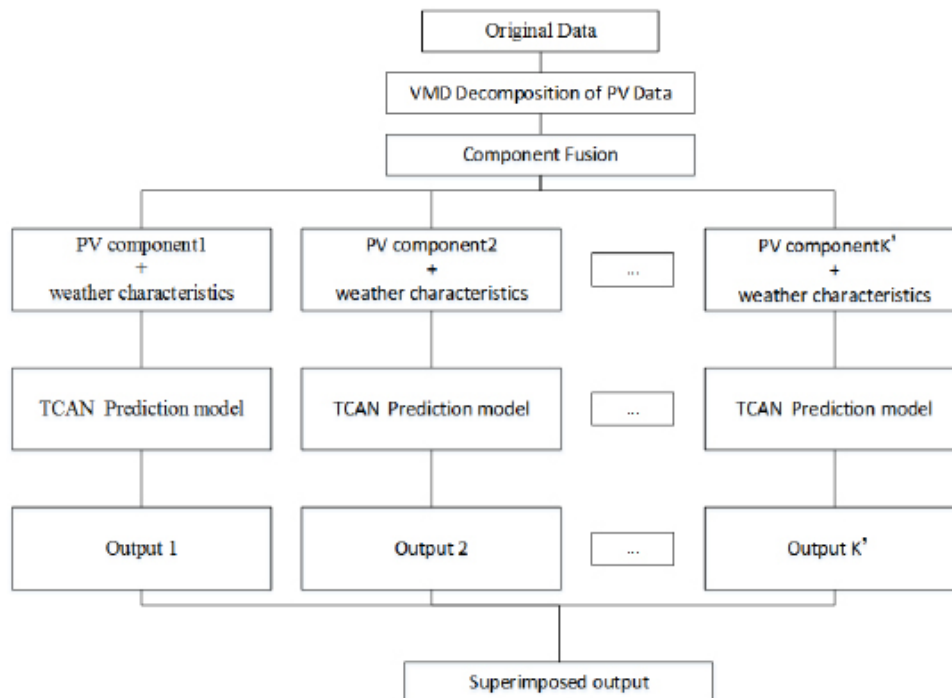 Original Data
VMD Decomposition of PV Data
Component Fusion
PV component1
+
weather characteristics
PV component2
+
weather characteristics
...
PV componentK'
+
weather characteristics
TCAN Prediction model
TCAN Prediction model
...
TCAN Prediction model
Output 1
Output 2
...
Output K'
Superimposed output